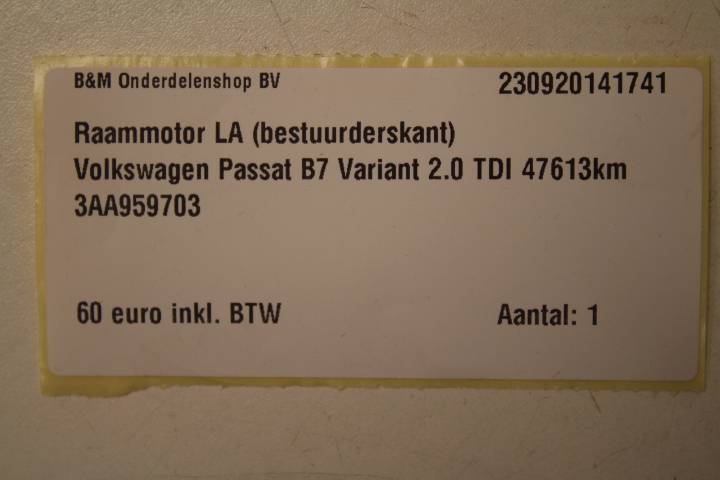 B&M Onderdelenshop BV 230920141741
Raammotor LA (bestuurderskant)
Volkswagen Passat B7 Variant 2.0 TDI 47613km
3AA959703
60 euro inkl. BTW Aantal: 1